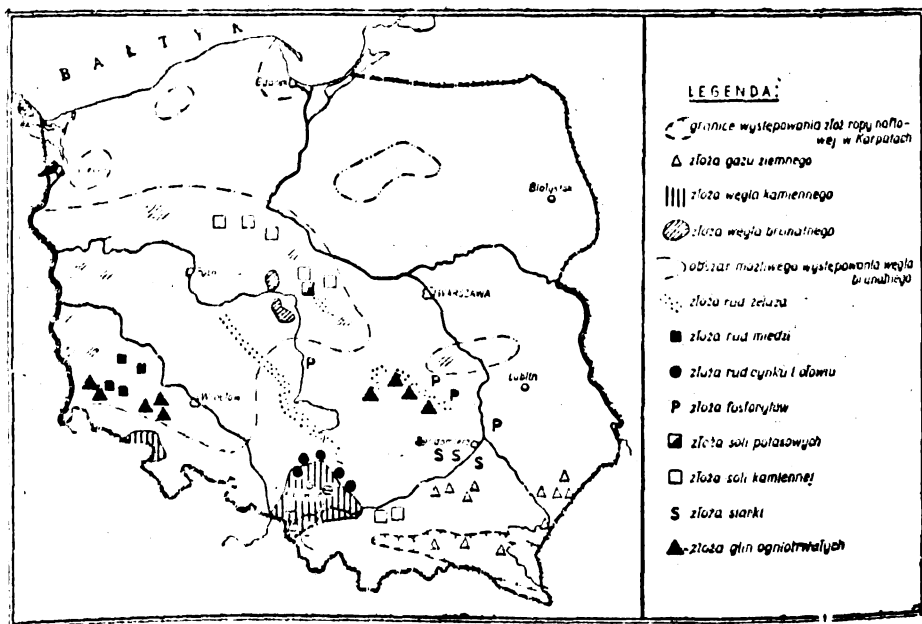 BAŁTYK
Gdańsk
Białystok
WARSZAWA
Lublin
Wrocław
P
P
P
P
S S S
LEGENDA:
granice występowania złóż ropy nafto-
wej w Karpatach
złoża gazu ziemnego
złoża węgla kamiennego
złoża węgla brunatnego
obszar możliwego występowania węgla
brunatnego
złoża rud żelaza
złoża rud miedzi
złoża rud cynku i ołowiu
P złoża fosforytów
złoża soli potasowych
złoża soli kamiennej
S złoża siarki
złoża glin ogniotrwałych